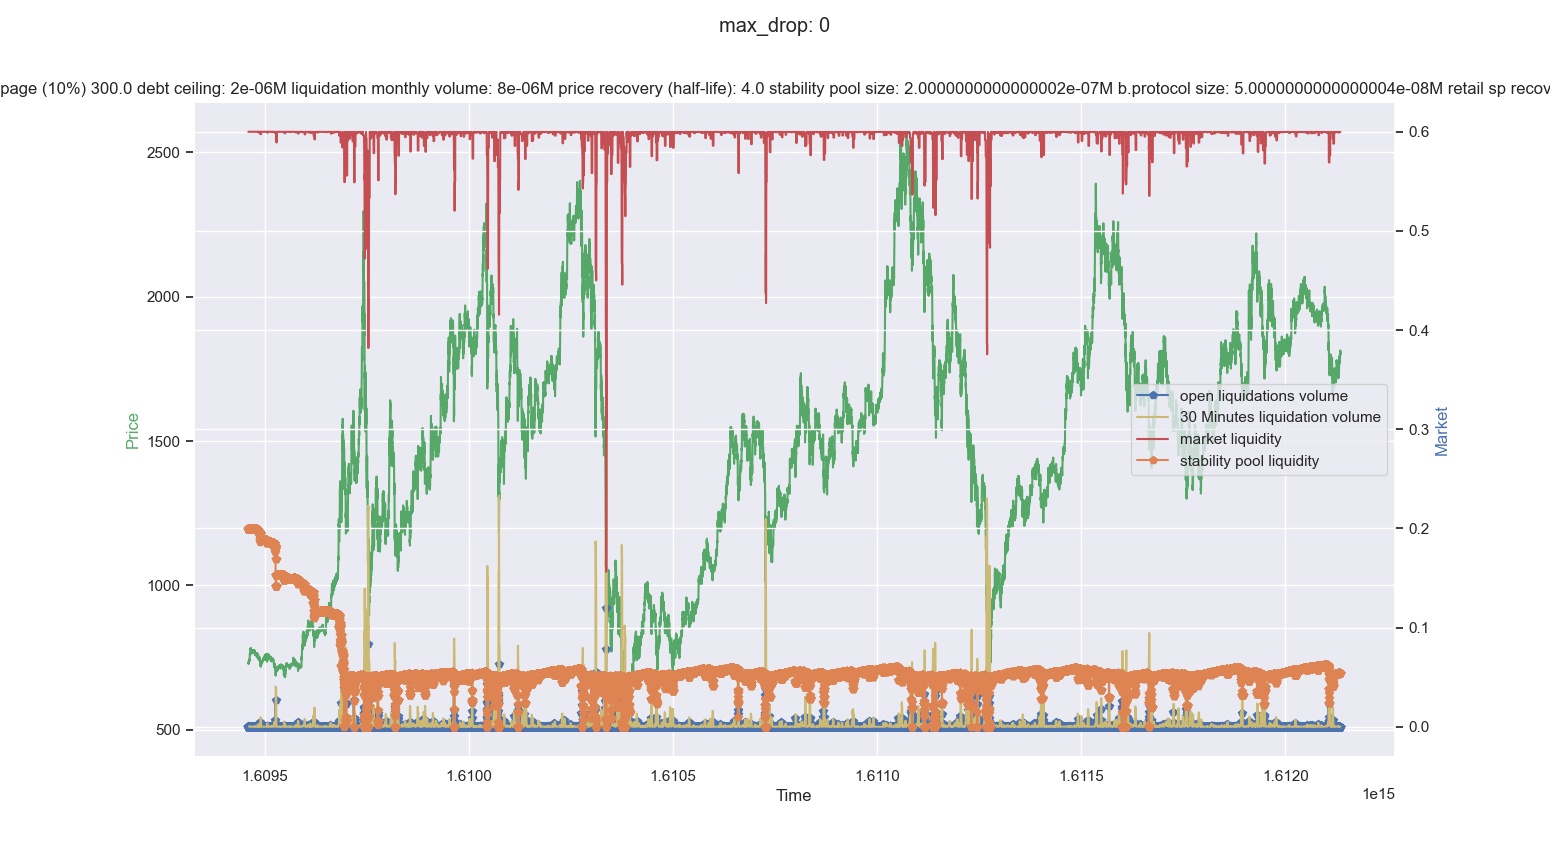 max_drop: 0
page (10%) 300.0 debt ceiling: 2e-06M liquidation monthly volume: 8e-06M price recovery (half-life): 4.0 stability pool size: 2.0000000000000002e-07M b.protocol size: 5.0000000000000004e-08M retail sp recov
2500
2000
1500
1000
500
Price
0.6
0.5
0.4
0.3
0.2
0.1
0.0
Market
open liquidations volume
30 Minutes liquidation volume
market liquidity
stability pool liquidity
1.6095 1.6100 1.6105 1.6110 1.6115 1.6120
Time
1e15